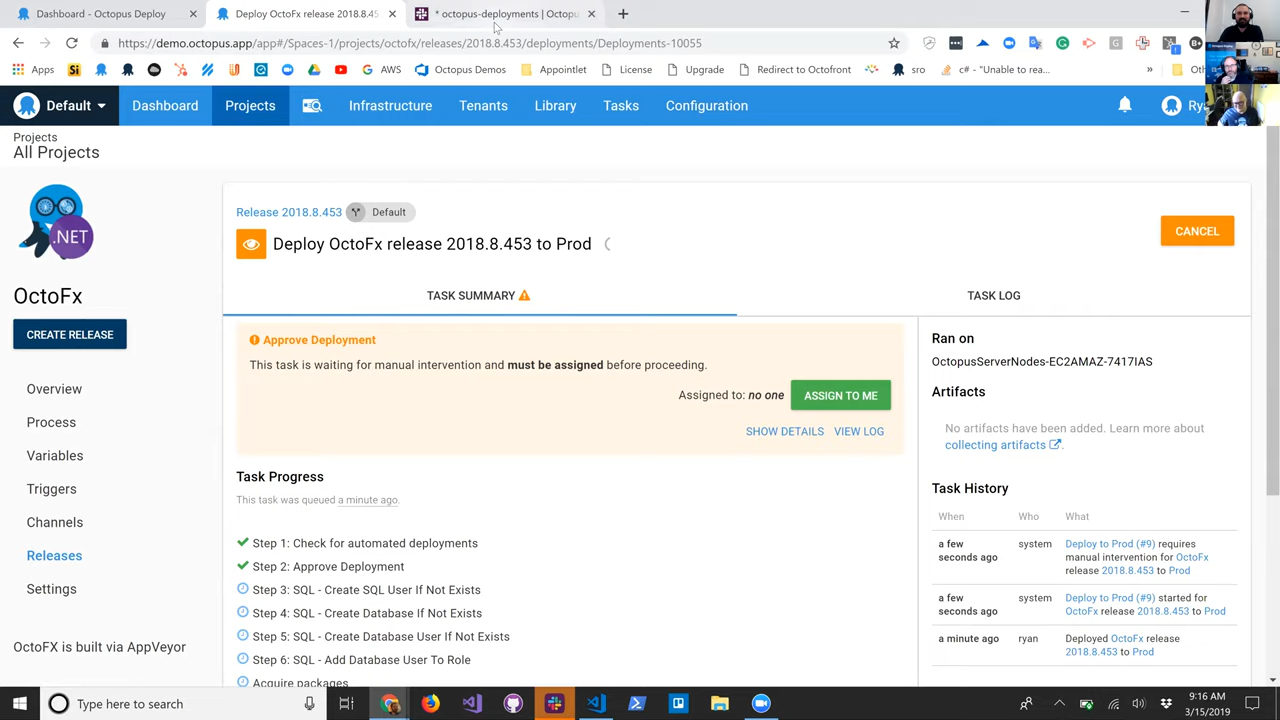 Dashboard - Octopus Deploy
Deploy OctoFx release 2018.8.45
* octopus-deployments | Octopu
https://demo.octopus.app/app#/Spaces-1/projects/octofx/releases/2018.8.453/deployments/Deployments-10055
Apps
AWS
Octopus Demos
Appointlet
License
Upgrade
Redirect to Octofront
sro
c# - "Unable to rea...
»
Default
Dashboard
Projects
Infrastructure
Tenants
Library
Tasks
Configuration
Projects
All Projects
.NET
OctoFx
CREATE RELEASE
Overview
Process
Variables
Triggers
Channels
Releases
Settings
OctoFX is built via AppVeyor
Release 2018.8.453 Default
Deploy OctoFx release 2018.8.453 to Prod
CANCEL
TASK SUMMARY
TASK LOG
Approve Deployment
This task is waiting for manual intervention and must be assigned before proceeding.
Assigned to: no one ASSIGN TO ME
SHOW DETAILS VIEW LOG
Task Progress
This task was queued a minute ago.
Step 1: Check for automated deployments
Step 2: Approve Deployment
Step 3: SQL - Create SQL User If Not Exists
Step 4: SQL - Create Database If Not Exists
Step 5: SQL - Create Database User If Not Exists
Step 6: SQL - Add Database User To Role
Acquire packages
Ran on
OctopusServerNodes-EC2AMAZ-7417IAS
Artifacts
No artifacts have been added. Learn more about
collecting artifacts.
Task History
When Who What
a few seconds ago system Deploy to Prod (#9) requires
manual intervention for OctoFx
release 2018.8.453 to Prod
a few seconds ago system Deploy to Prod (#9) started for
OctoFx release 2018.8.453 to Prod
a minute ago ryan Deployed OctoFx release
2018.8.453 to Prod
Type here to search
9:16 AM
3/15/2019